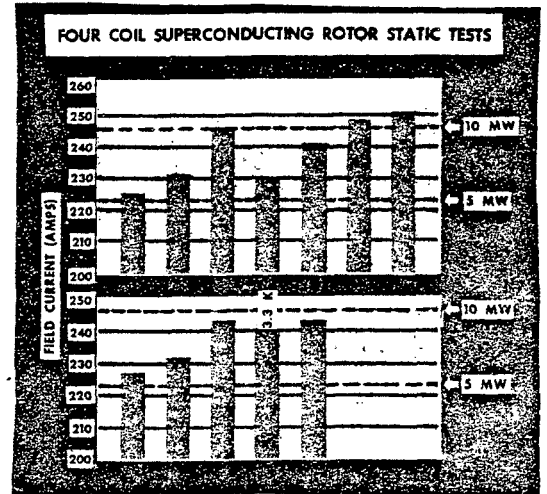 FOUR COIL SUPERCONDUCTING ROTOR STATIC TESTS
FIELD CURRENT (AMPS)
260
250
240
230
220
210
200
10 MW
5 MW
250
240
230
220
210
200
3.3 K
10 MW
5 MW